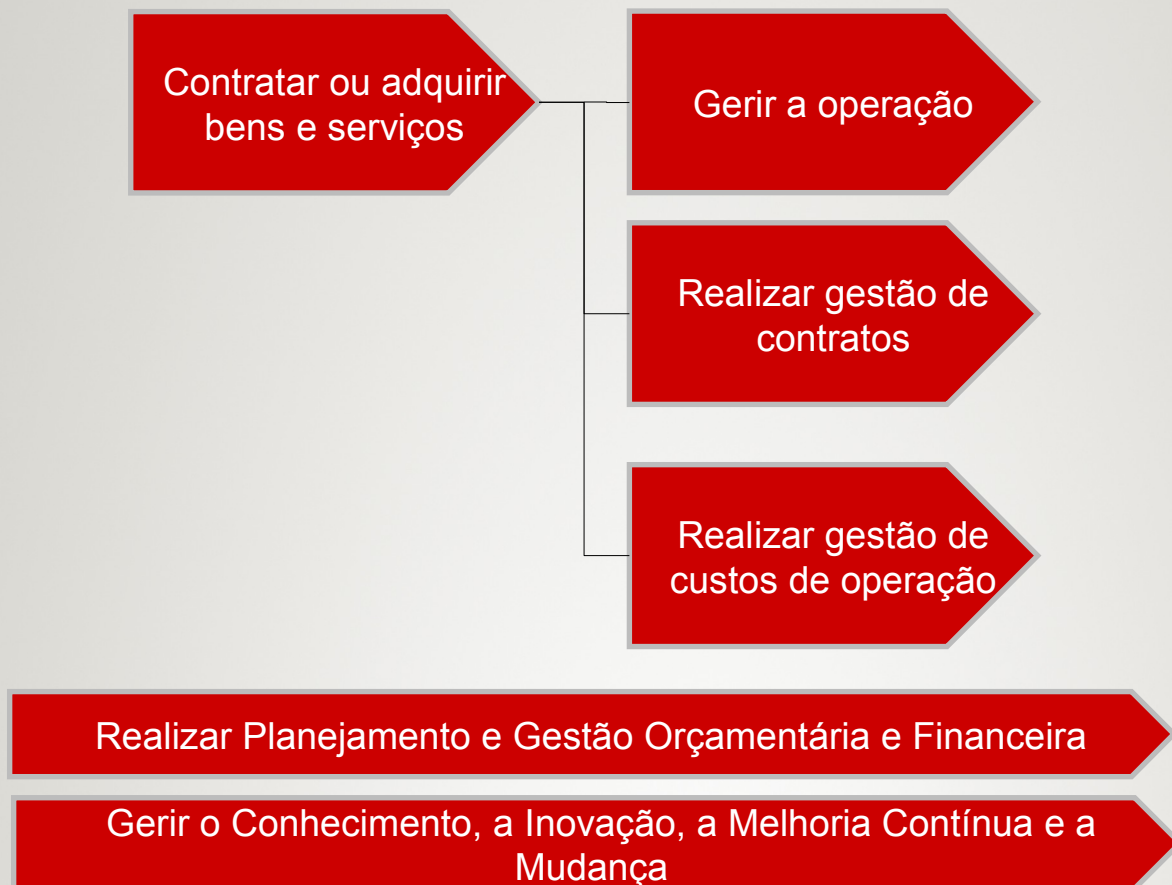 Contratar ou adquirir
bens e serviços
Gerir a operação
Realizar gestão de
contratos
Realizar gestão de
custos de operação
Realizar Planejamento e Gestão Orçamentária e Financeira
Gerir o Conhecimento, a Inovação, a Melhoria Contínua e a
Mudança